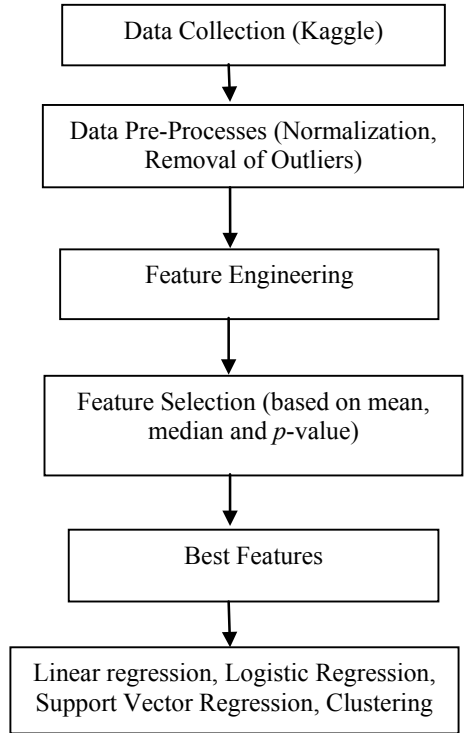 Data Collection (Kaggle)
Data Pre-Processes (Normalization,
Removal of Outliers)
Feature Engineering
Feature Selection (based on mean,
median and p-value)
Best Features
Linear regression, Logistic Regression,
Support Vector Regression, Clustering